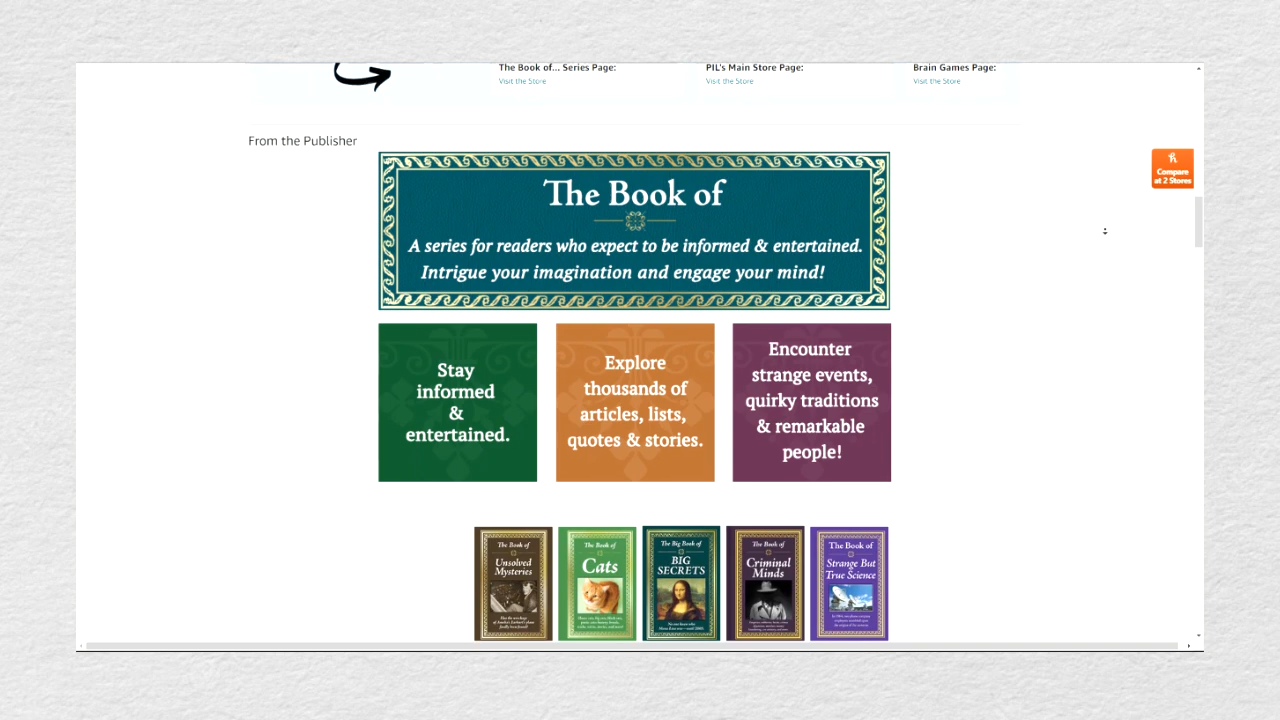 The Book of... Series Page:
Visit the Store
PIL's Main Store Page:
Visit the Store
Brain Games Page:
Visit the Store
From the Publisher
The Book of
A series for readers who expect to be informed & entertained.
Intrigue your imagination and engage your mind!
Compare
at 2 Stores
Stay
informed
&
entertained.
Explore
thousands of
articles, lists,
quotes & stories.
Encounter
strange events,
quirky traditions
& remarkable
people!
The Book of
Unsolved
Mysteries
The Book of
Cats
The Big Book of
BIG
SECRETS
The Book of
Criminal
Minds
The Book of
Strange But
True Science